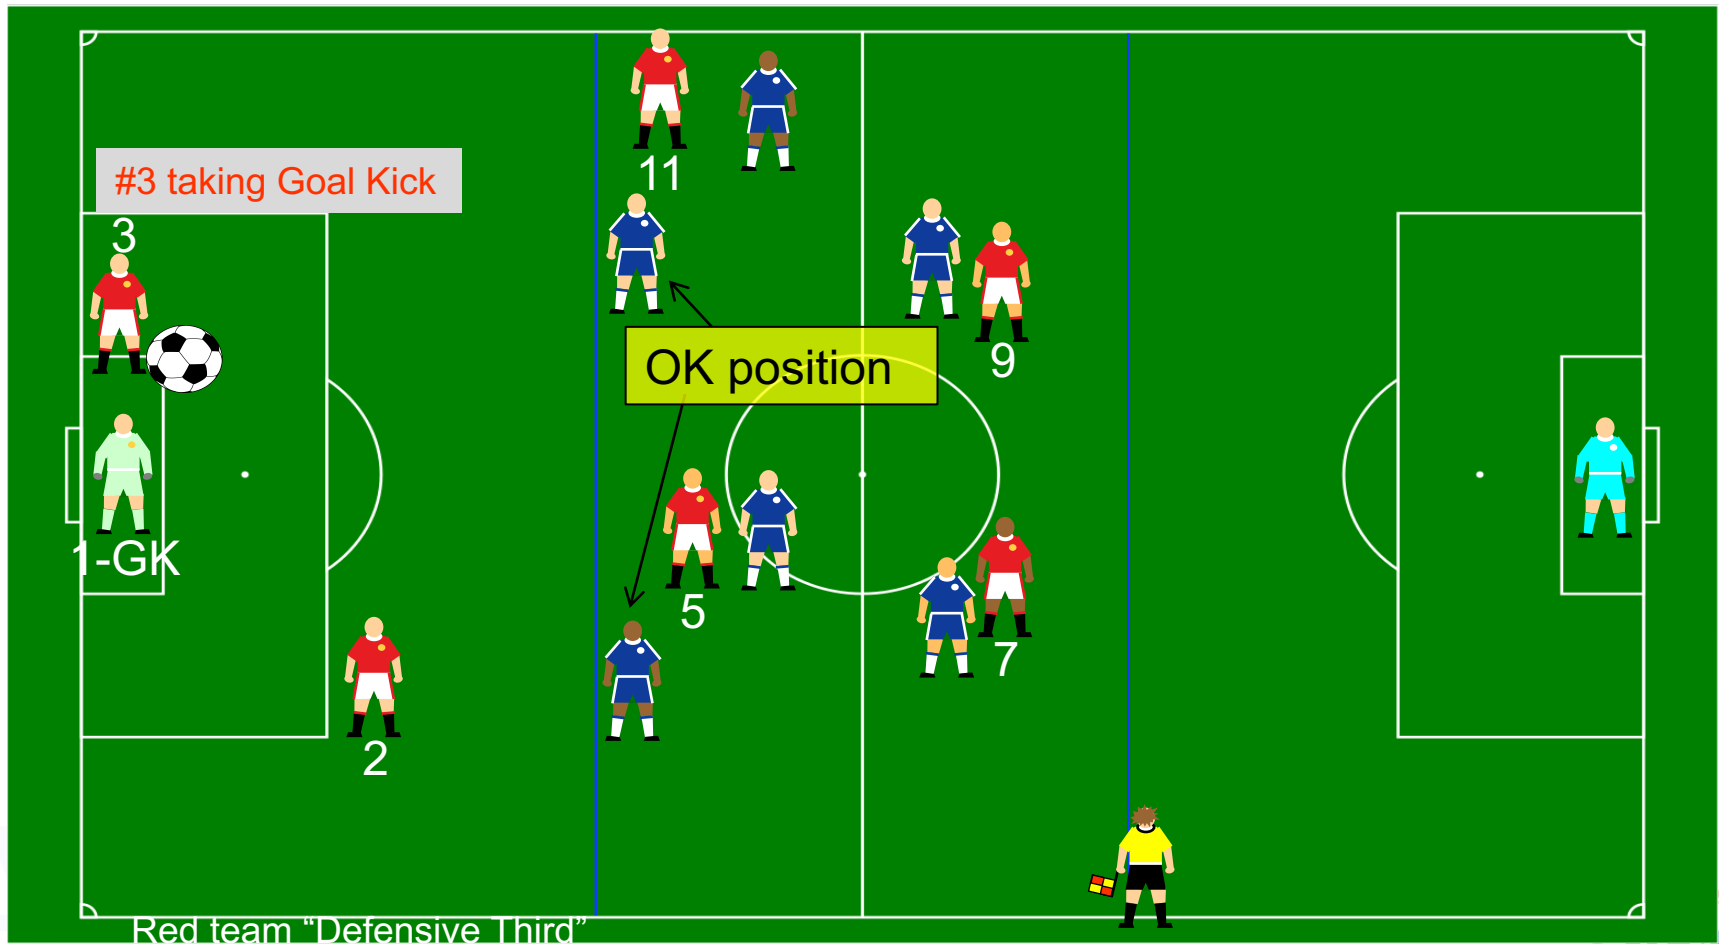 11
#3 taking Goal Kick
3
9
OK position
1-GK
5
7
2
Red team “Defensive Third”